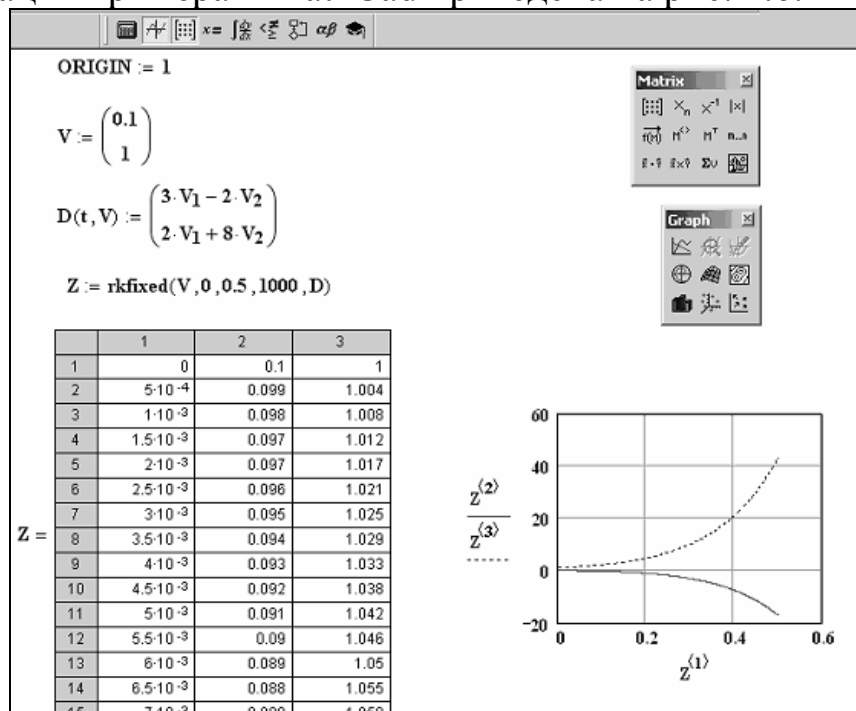 ORIGIN := 1
V := ( 0.1
1 )
D(t, V) := ( 3·V1 − 2·V2
2·V1 + 8·V2 )
Z := rkfixed(V, 0, 0.5, 1000, D)
Z =
1 2 3
1 0 0.1 1
2 5·10 -4 0.099 1.004
3 1·10 -3 0.098 1.008
4 1.5·10 -3 0.097 1.012
5 2·10 -3 0.097 1.017
6 2.5·10 -3 0.096 1.021
7 3·10 -3 0.095 1.025
8 3.5·10 -3 0.094 1.029
9 4·10 -3 0.093 1.033
10 4.5·10 -3 0.092 1.038
11 5·10 -3 0.091 1.042
12 5.5·10 -3 0.09 1.046
13 6·10 -3 0.089 1.05
14 6.5·10 -3 0.088 1.055
Matrix
Graph
60
40
20
0
−20
0 0.2 0.4 0.6
Z⟨2⟩
Z⟨3⟩
Z⟨1⟩